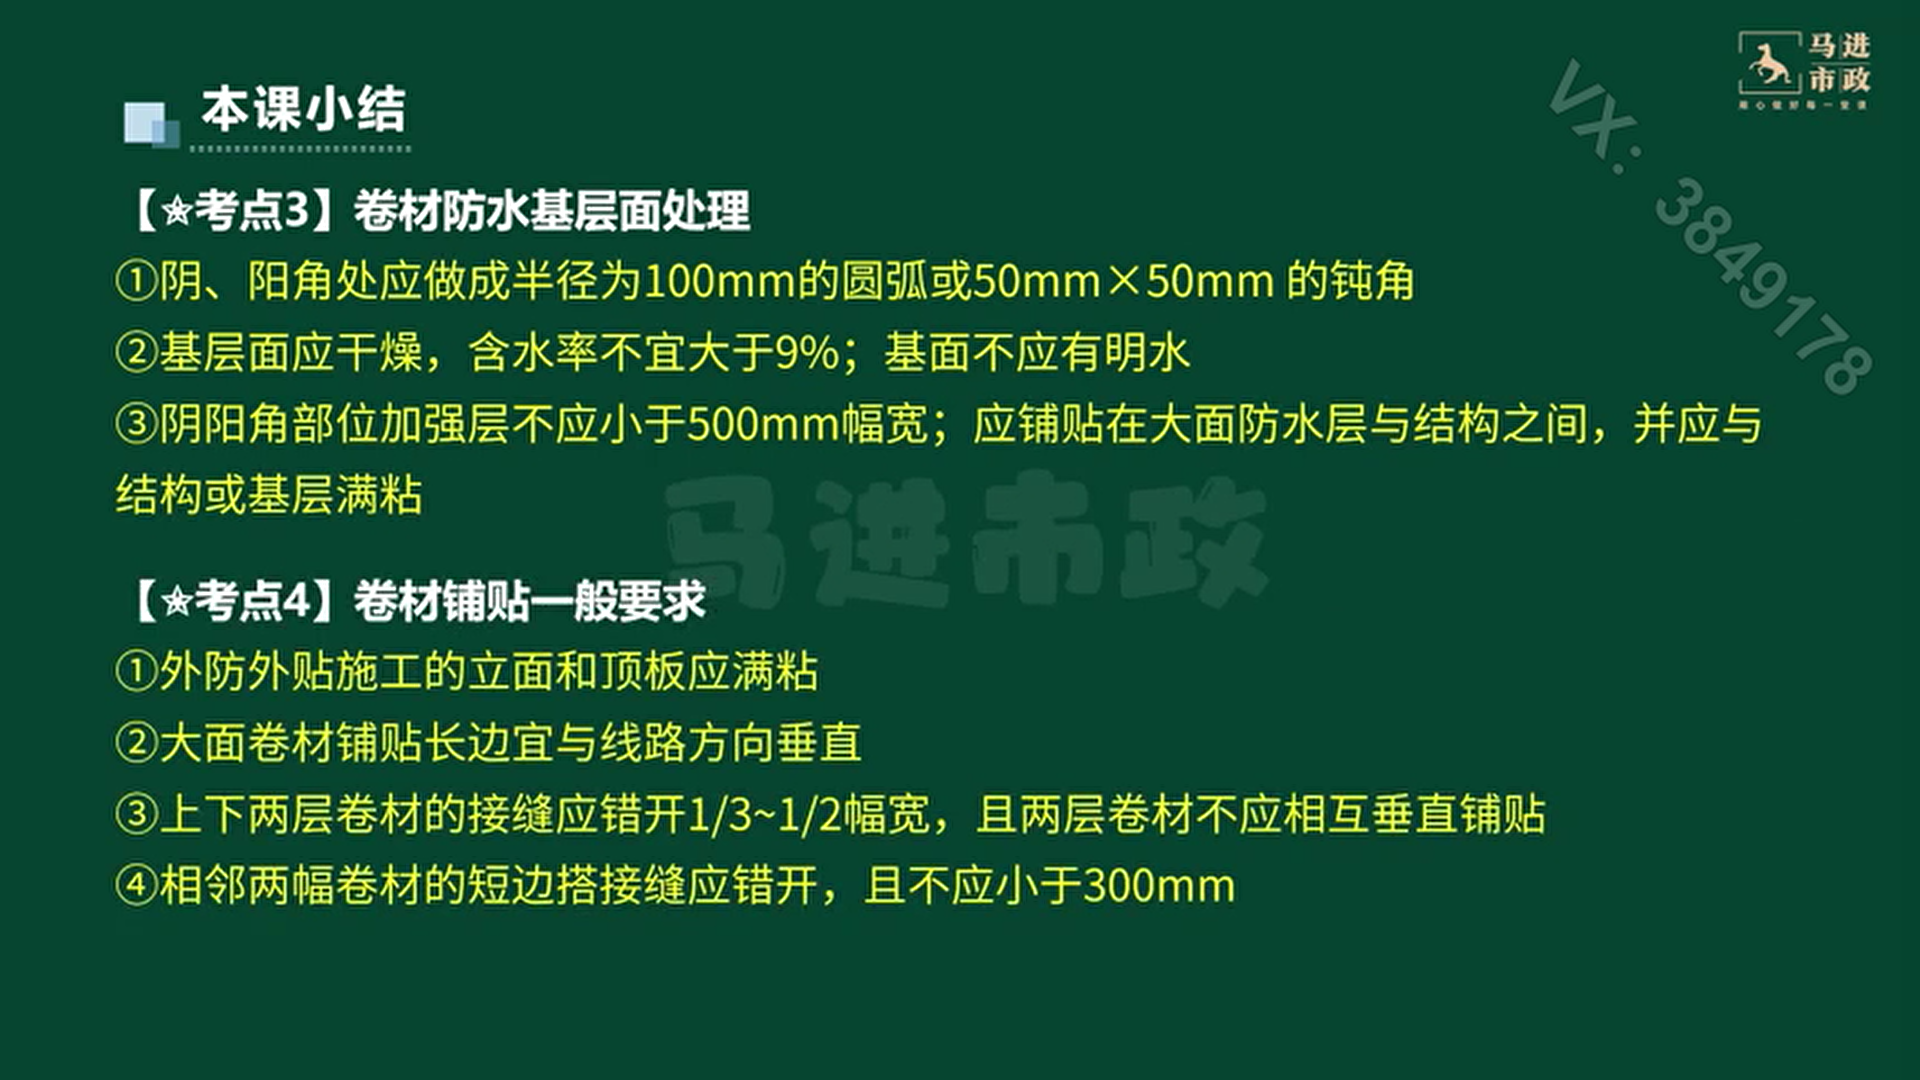 马进
市政
用心做好每一堂课
VX: 3849178
本课小结
【☆考点3】卷材防水基层面处理
①阴、阳角处应做成半径为100mm的圆弧或50mm×50mm 的钝角
②基层面应干燥，含水率不宜大于9%；基面不应有明水
③阴阳角部位加强层不应小于500mm幅宽；应铺贴在大面防水层与结构之间，并应与
结构或基层满粘
马进市政
【☆考点4】卷材铺贴一般要求
①外防外贴施工的立面和顶板应满粘
②大面卷材铺贴长边宜与线路方向垂直
③上下两层卷材的接缝应错开1/3~1/2幅宽，且两层卷材不应相互垂直铺贴
④相邻两幅卷材的短边搭接缝应错开，且不应小于300mm